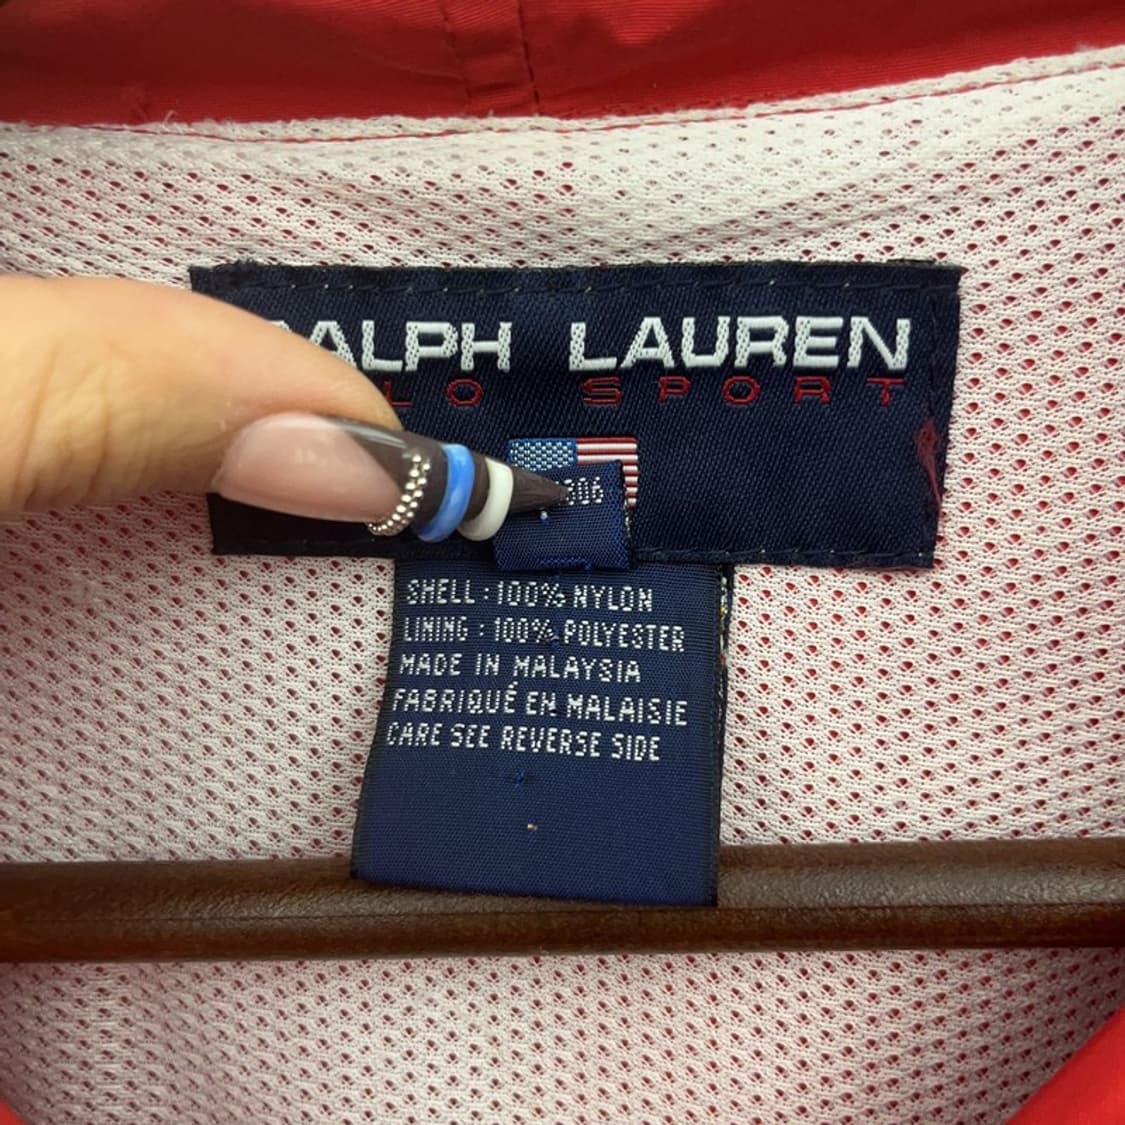 ALPH LAUREN
LO SPORT
306
SHELL : 100% NYLON
LINING : 100% POLYESTER
MADE IN MALAYSIA
FABRIQUÉ EN MALAISIE
CARE SEE REVERSE SIDE